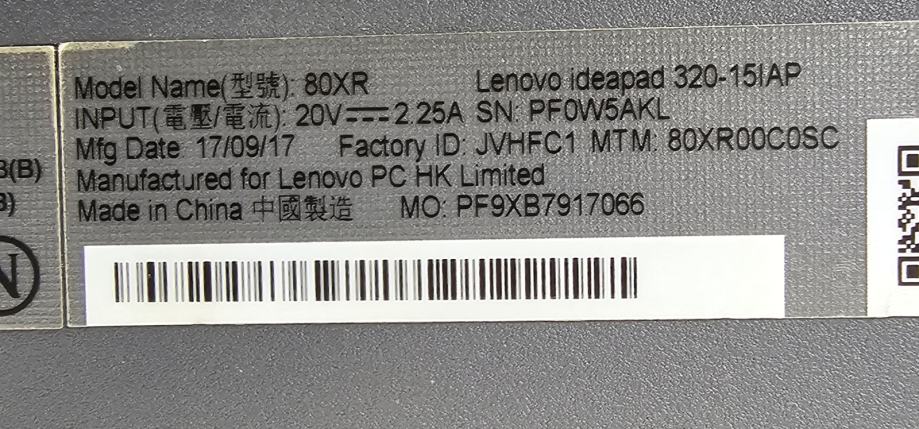 Model Name(型號): 80XR Lenovo ideapad 320-15IAP
INPUT(電壓/電流): 20V⎓2.25A SN: PF0W5AKL
Mfg Date 17/09/17 Factory ID: JVHFC1 MTM: 80XR00C0SC
Manufactured for Lenovo PC HK Limited
Made in China 中國製造 MO: PF9XB7917066
(B)
)
N